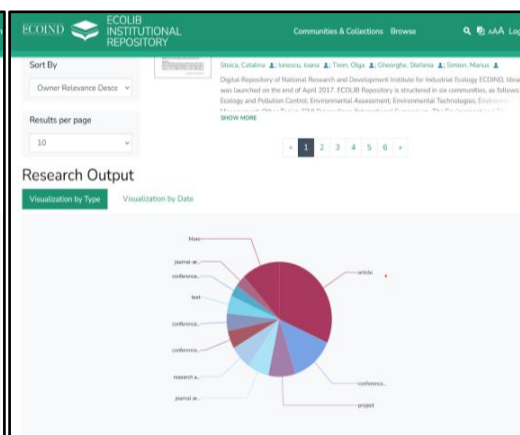 ECOIND
ECOLIB
INSTITUTIONAL
REPOSITORY
Communities & Collections Browse
Log
Sort By
Owner Relevance Desce
Results per page
10
Stoica, Catalina ; Ionescu, Ioana ; Tiron, Olga ; Gheorghe, Stefania ; Simion, Marius
Digital Repository of National Research and Development Institute for Industrial Ecology ECOIND, libra
was launched on the end of April 2017. ECOLIB Repository is structured in six communities, as follows:
Ecology and Pollution Control; Environmental Assessment; Environmental Technologies;
SHOW MORE
« 1 2 3 4 5 6 »
Research Output
Visualization by Type Visualization by Date
More
journal-ar...
conference...
text
conference...
conference...
research a...
journal ar...
article
conference...
project